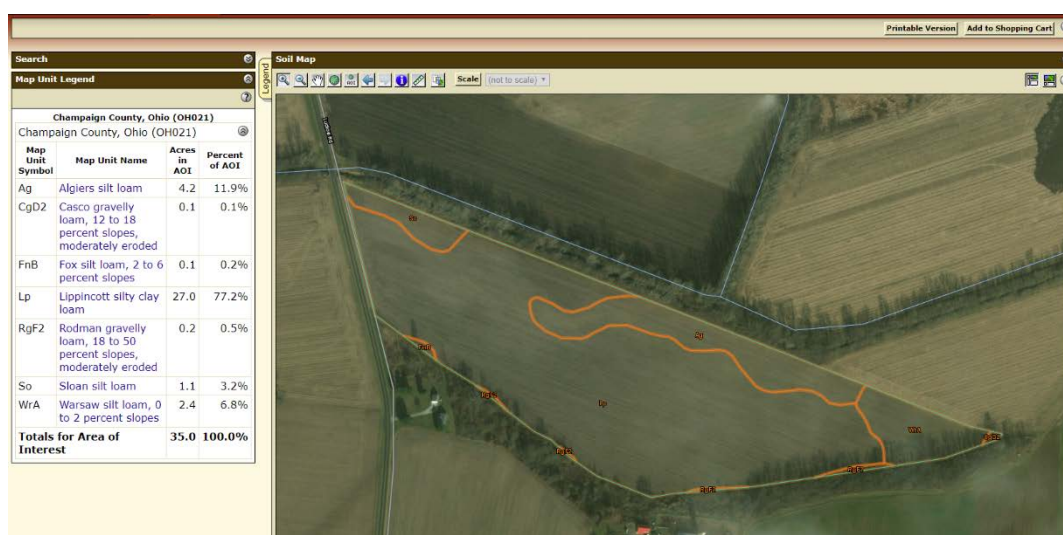 Printable Version Add to Shopping Cart
Search
Map Unit Legend
Champaign County, Ohio (OH021)
Champaign County, Ohio (OH021)
Map Unit Symbol Map Unit Name Acres in AOI Percent of AOI
Ag Algiers silt loam 4.2 11.9%
CgD2 Casco gravelly 0.1 0.1%
loam, 12 to 18
percent slopes,
moderately eroded
FnB Fox silt loam, 2 to 6 0.1 0.2%
percent slopes
Lp Lippincott silty clay 27.0 77.2%
loam
RgF2 Rodman gravelly 0.2 0.5%
loam, 18 to 50
percent slopes,
moderately eroded
So Sloan silt loam 1.1 3.2%
WrA Warsaw silt loam, 0 2.4 6.8%
to 2 percent slopes
Totals for Area of 35.0 100.0%
Interest
Legend
Soil Map
Scale (not to scale)
So
Ag
FnB
RgF2
Lp
WrA
CgD2
RgF2
RgF2
RgF2